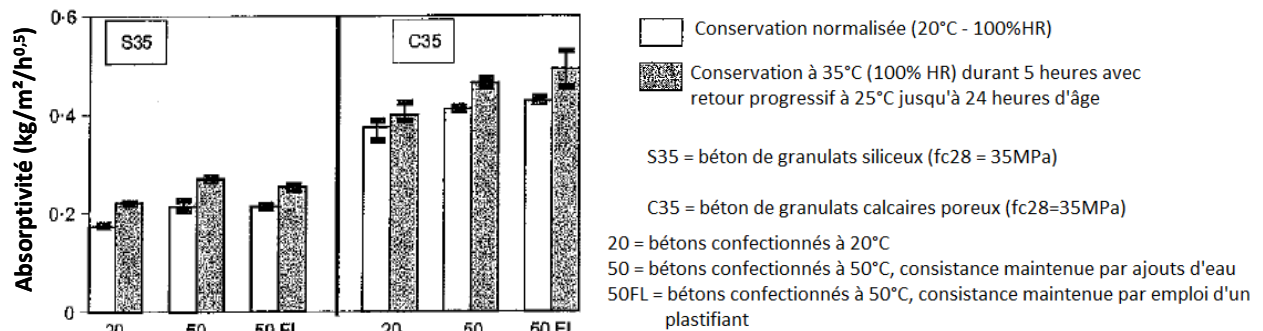 Absorptivité (kg/m²/h⁰,⁵)
0·6
0·4
0·2
0
S35
C35
20
50
50 FL
20
50
50 FL
Conservation normalisée (20°C - 100%HR)
Conservation à 35°C (100% HR) durant 5 heures avec
retour progressif à 25°C jusqu'à 24 heures d'âge
S35 = béton de granulats siliceux (fc28 = 35MPa)
C35 = béton de granulats calcaires poreux (fc28=35MPa)
20 = bétons confectionnés à 20°C
50 = bétons confectionnés à 50°C, consistance maintenue par ajouts d'eau
50FL = bétons confectionnés à 50°C, consistance maintenue par emploi d'un
plastifiant